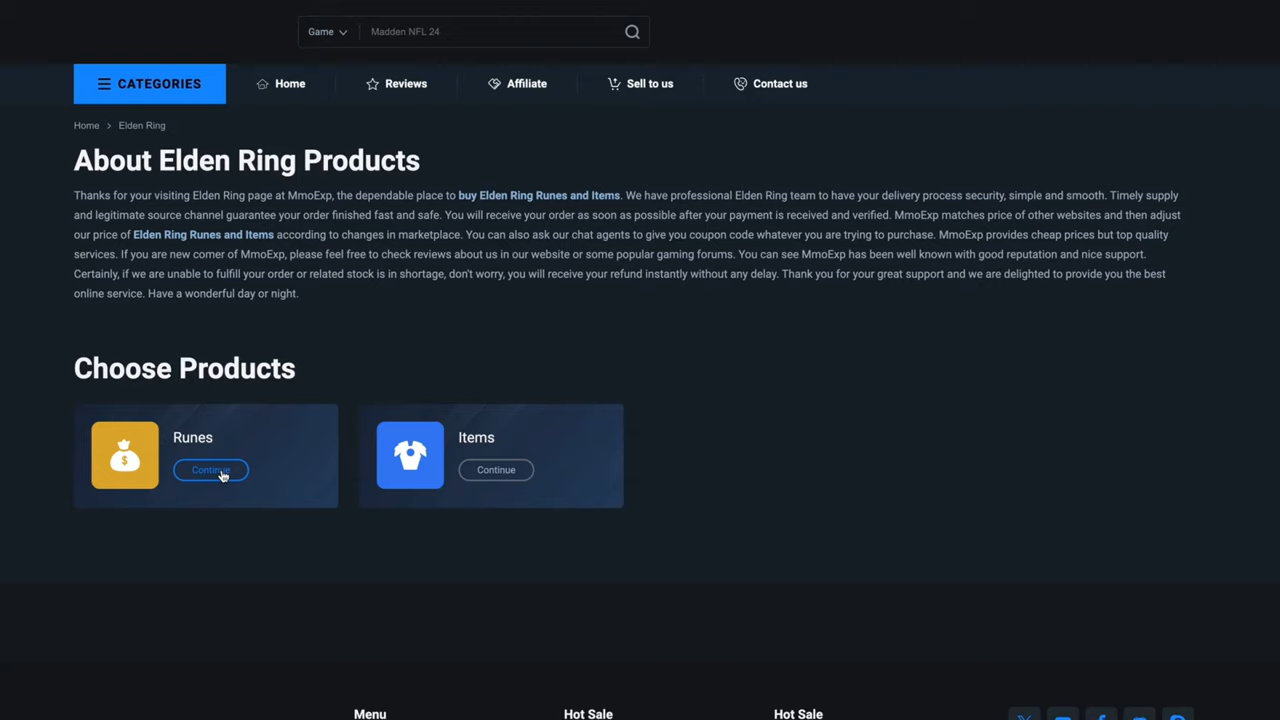 Game
Madden NFL 24
CATEGORIES
Home
Reviews
Affiliate
Sell to us
Contact us
Home > Elden Ring
About Elden Ring Products
Thanks for your visiting Elden Ring page at MmoExp, the dependable place to buy Elden Ring Runes and Items. We have professional Elden Ring team to have your delivery process security, simple and smooth. Timely supply
and legitimate source channel guarantee your order finished fast and safe. You will receive your order as soon as possible after your payment is received and verified. MmoExp matches price of other websites and then adjust
our price of Elden Ring Runes and Items according to changes in marketplace. You can also ask our chat agents to give you coupon code whatever you are trying to purchase. MmoExp provides cheap prices but top quality
services. If you are new comer of MmoExp, please feel free to check reviews about us in our website or some popular gaming forums. You can see MmoExp has been well known with good reputation and nice support.
Certainly, if we are unable to fulfill your order or related stock is in shortage, don't worry, you will receive your refund instantly without any delay. Thank you for your great support and we are delighted to provide you the best
online service. Have a wonderful day or night.
Choose Products
Runes
Continue
Items
Continue
Menu
Hot Sale
Hot Sale